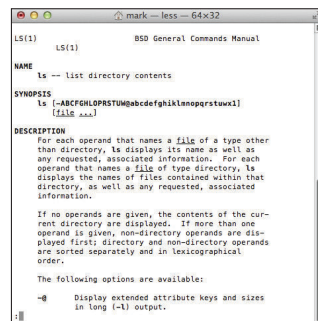 mark — less — 64×32
LS(1) BSD General Commands Manual
LS(1)
NAME
ls -- list directory contents
SYNOPSIS
ls [-ABCFGHLOPRSTUW@abcdefghiklmnopqrstuwx1]
[file ...]
DESCRIPTION
For each operand that names a file of a type other
than directory, ls displays its name as well as
any requested, associated information. For each
operand that names a file of type directory, ls
displays the names of files contained within that
directory, as well as any requested, associated
information.
If no operands are given, the contents of the cur-
rent directory are displayed. If more than one
operand is given, non-directory operands are dis-
played first; directory and non-directory operands
are sorted separately and in lexicographical
order.
The following options are available:
-@ Display extended attribute keys and sizes
in long (-l) output.
: